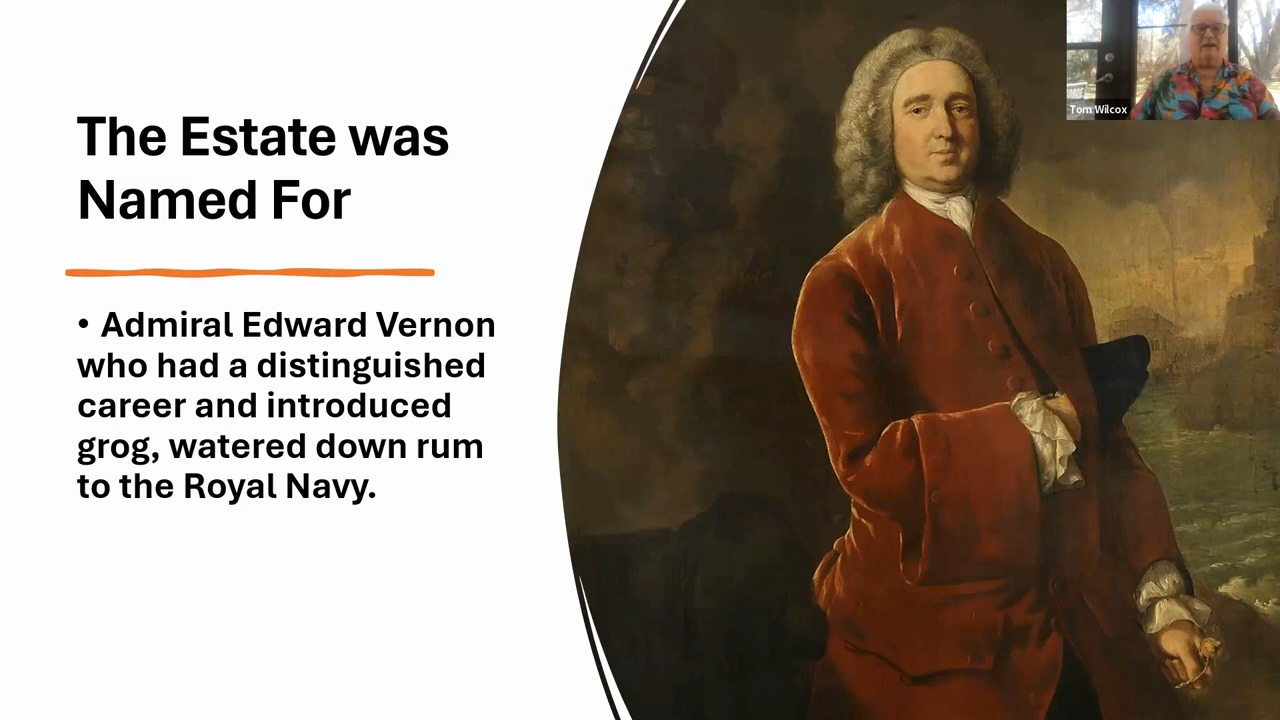 The Estate was
Named For
• Admiral Edward Vernon
who had a distinguished
career and introduced
grog, watered down rum
to the Royal Navy.
Tom Wilcox